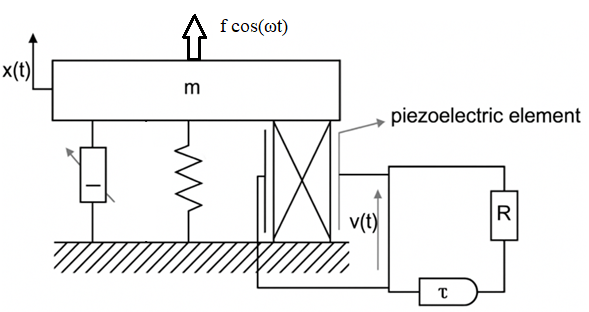 f cos(ωt)
x(t)
m
piezoelectric element
v(t)
R
τ